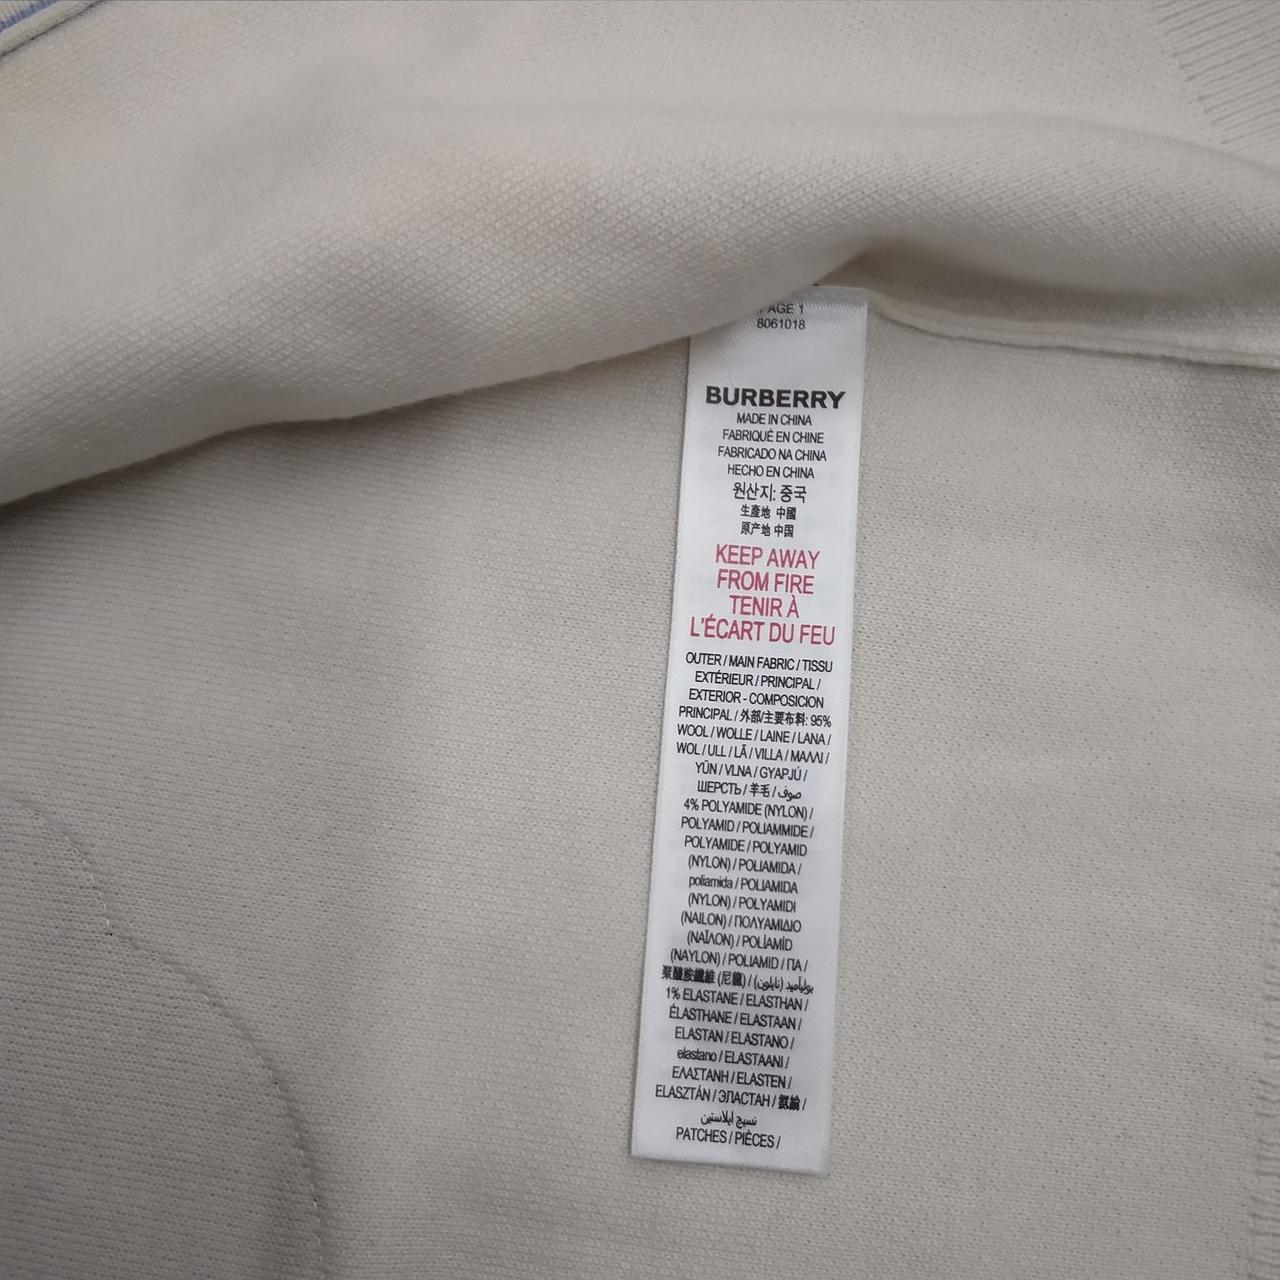 PAGE 1
8061018
BURBERRY
MADE IN CHINA
FABRIQUÉ EN CHINE
FABRICADO NA CHINA
HECHO EN CHINA
원산지: 중국
生產地 中國
原产地 中国
KEEP AWAY
FROM FIRE
TENIR À
L'ÉCART DU FEU
OUTER / MAIN FABRIC / TISSU
EXTÉRIEUR / PRINCIPAL /
EXTERIOR - COMPOSICION
PRINCIPAL / 外部/主要布料: 95%
WOOL / WOLLE / LAINE / LANA /
WOL / ULL / LÃ / VILLA / ΜΑΛΛΙ /
YÜN / VLNA / GYAPJÚ /
ШЕРСТЬ / 羊毛 / صوف
4% POLYAMIDE (NYLON) /
POLYAMID / POLIAMMIDE /
POLYAMIDE / POLYAMID
(NYLON) / POLIAMIDA /
poliamida / POLIAMIDA
(NYLON) / POLYAMIDI
(NAILON) / ΠΟΛΥΑΜΙΔΙΟ
(ΝΑΪΛΟΝ) / POLİAMİD
(NAYLON) / POLIAMID / ПА /
聚醯胺纖維 (尼龍) / بولياميد (نايلون)
1% ELASTANE / ELASTHAN /
ÉLASTHANE / ELASTAAN /
ELASTAN / ELASTANO /
elastano / ELASTAANI /
ΕΛΑΣΤΑΝΗ / ELASTEN /
ELASZTÁN / ЭЛАСТАН / 氨綸 /
نسيج ايلاستين
PATCHES / PIÈCES /